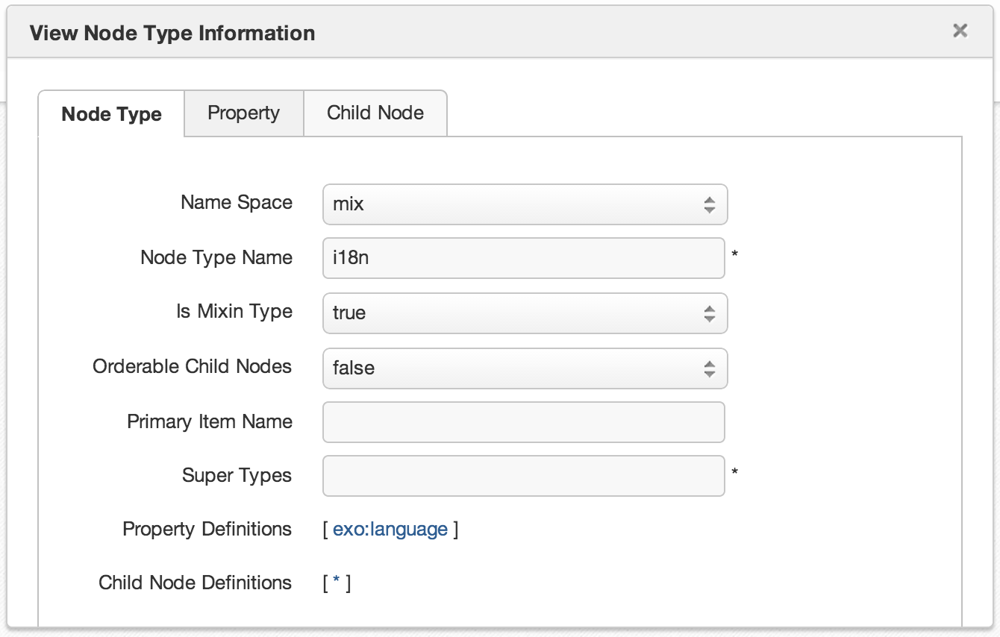 View Node Type Information ×
Node Type Property Child Node
Name Space mix
Node Type Name i18n *
Is Mixin Type true
Orderable Child Nodes false
Primary Item Name
Super Types *
Property Definitions [ exo:language ]
Child Node Definitions [ * ]